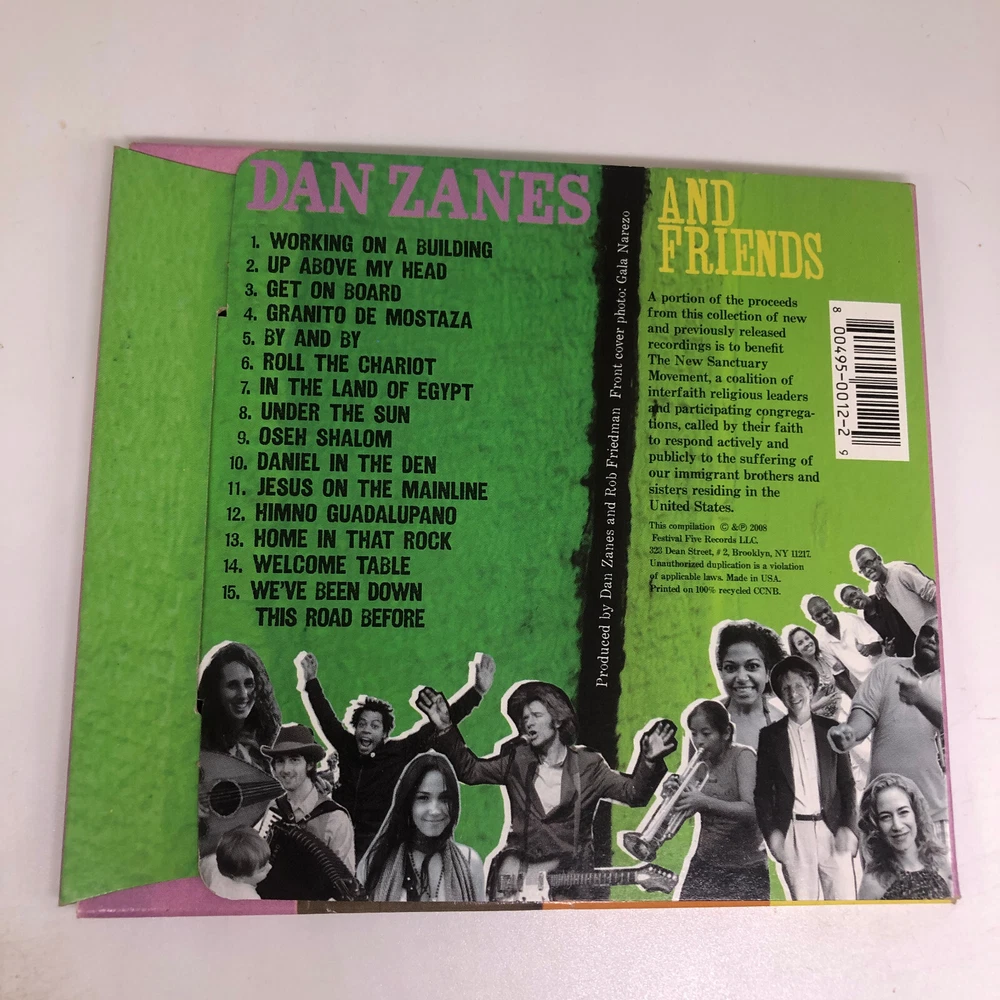 DAN ZANES
1. WORKING ON A BUILDING
2. UP ABOVE MY HEAD
3. GET ON BOARD
4. GRANITO DE MOSTAZA
5. BY AND BY
6. ROLL THE CHARIOT
7. IN THE LAND OF EGYPT
8. UNDER THE SUN
9. OSEH SHALOM
10. DANIEL IN THE DEN
11. JESUS ON THE MAINLINE
12. HIMNO GUADALUPANO
13. HOME IN THAT ROCK
14. WELCOME TABLE
15. WE'VE BEEN DOWN
THIS ROAD BEFORE
Produced by Dan Zanes and Rob Friedman Front cover photo: Gala Narezo
AND
FRIENDS
A portion of the proceeds
from this collection of new
and previously released
recordings is to benefit
The New Sanctuary
Movement, a coalition of
interfaith religious leaders
and participating congrega-
tions, called by their faith
to respond actively and
publicly to the suffering of
our immigrant brothers and
sisters residing in the
United States.
This compilation © & ℗ 2008
Festival Five Records LLC.
323 Dean Street, # 2, Brooklyn, NY 11217.
Unauthorized duplication is a violation
of applicable laws. Made in USA.
Printed on 100% recycled CCNB.
8 00495-0012-2 9